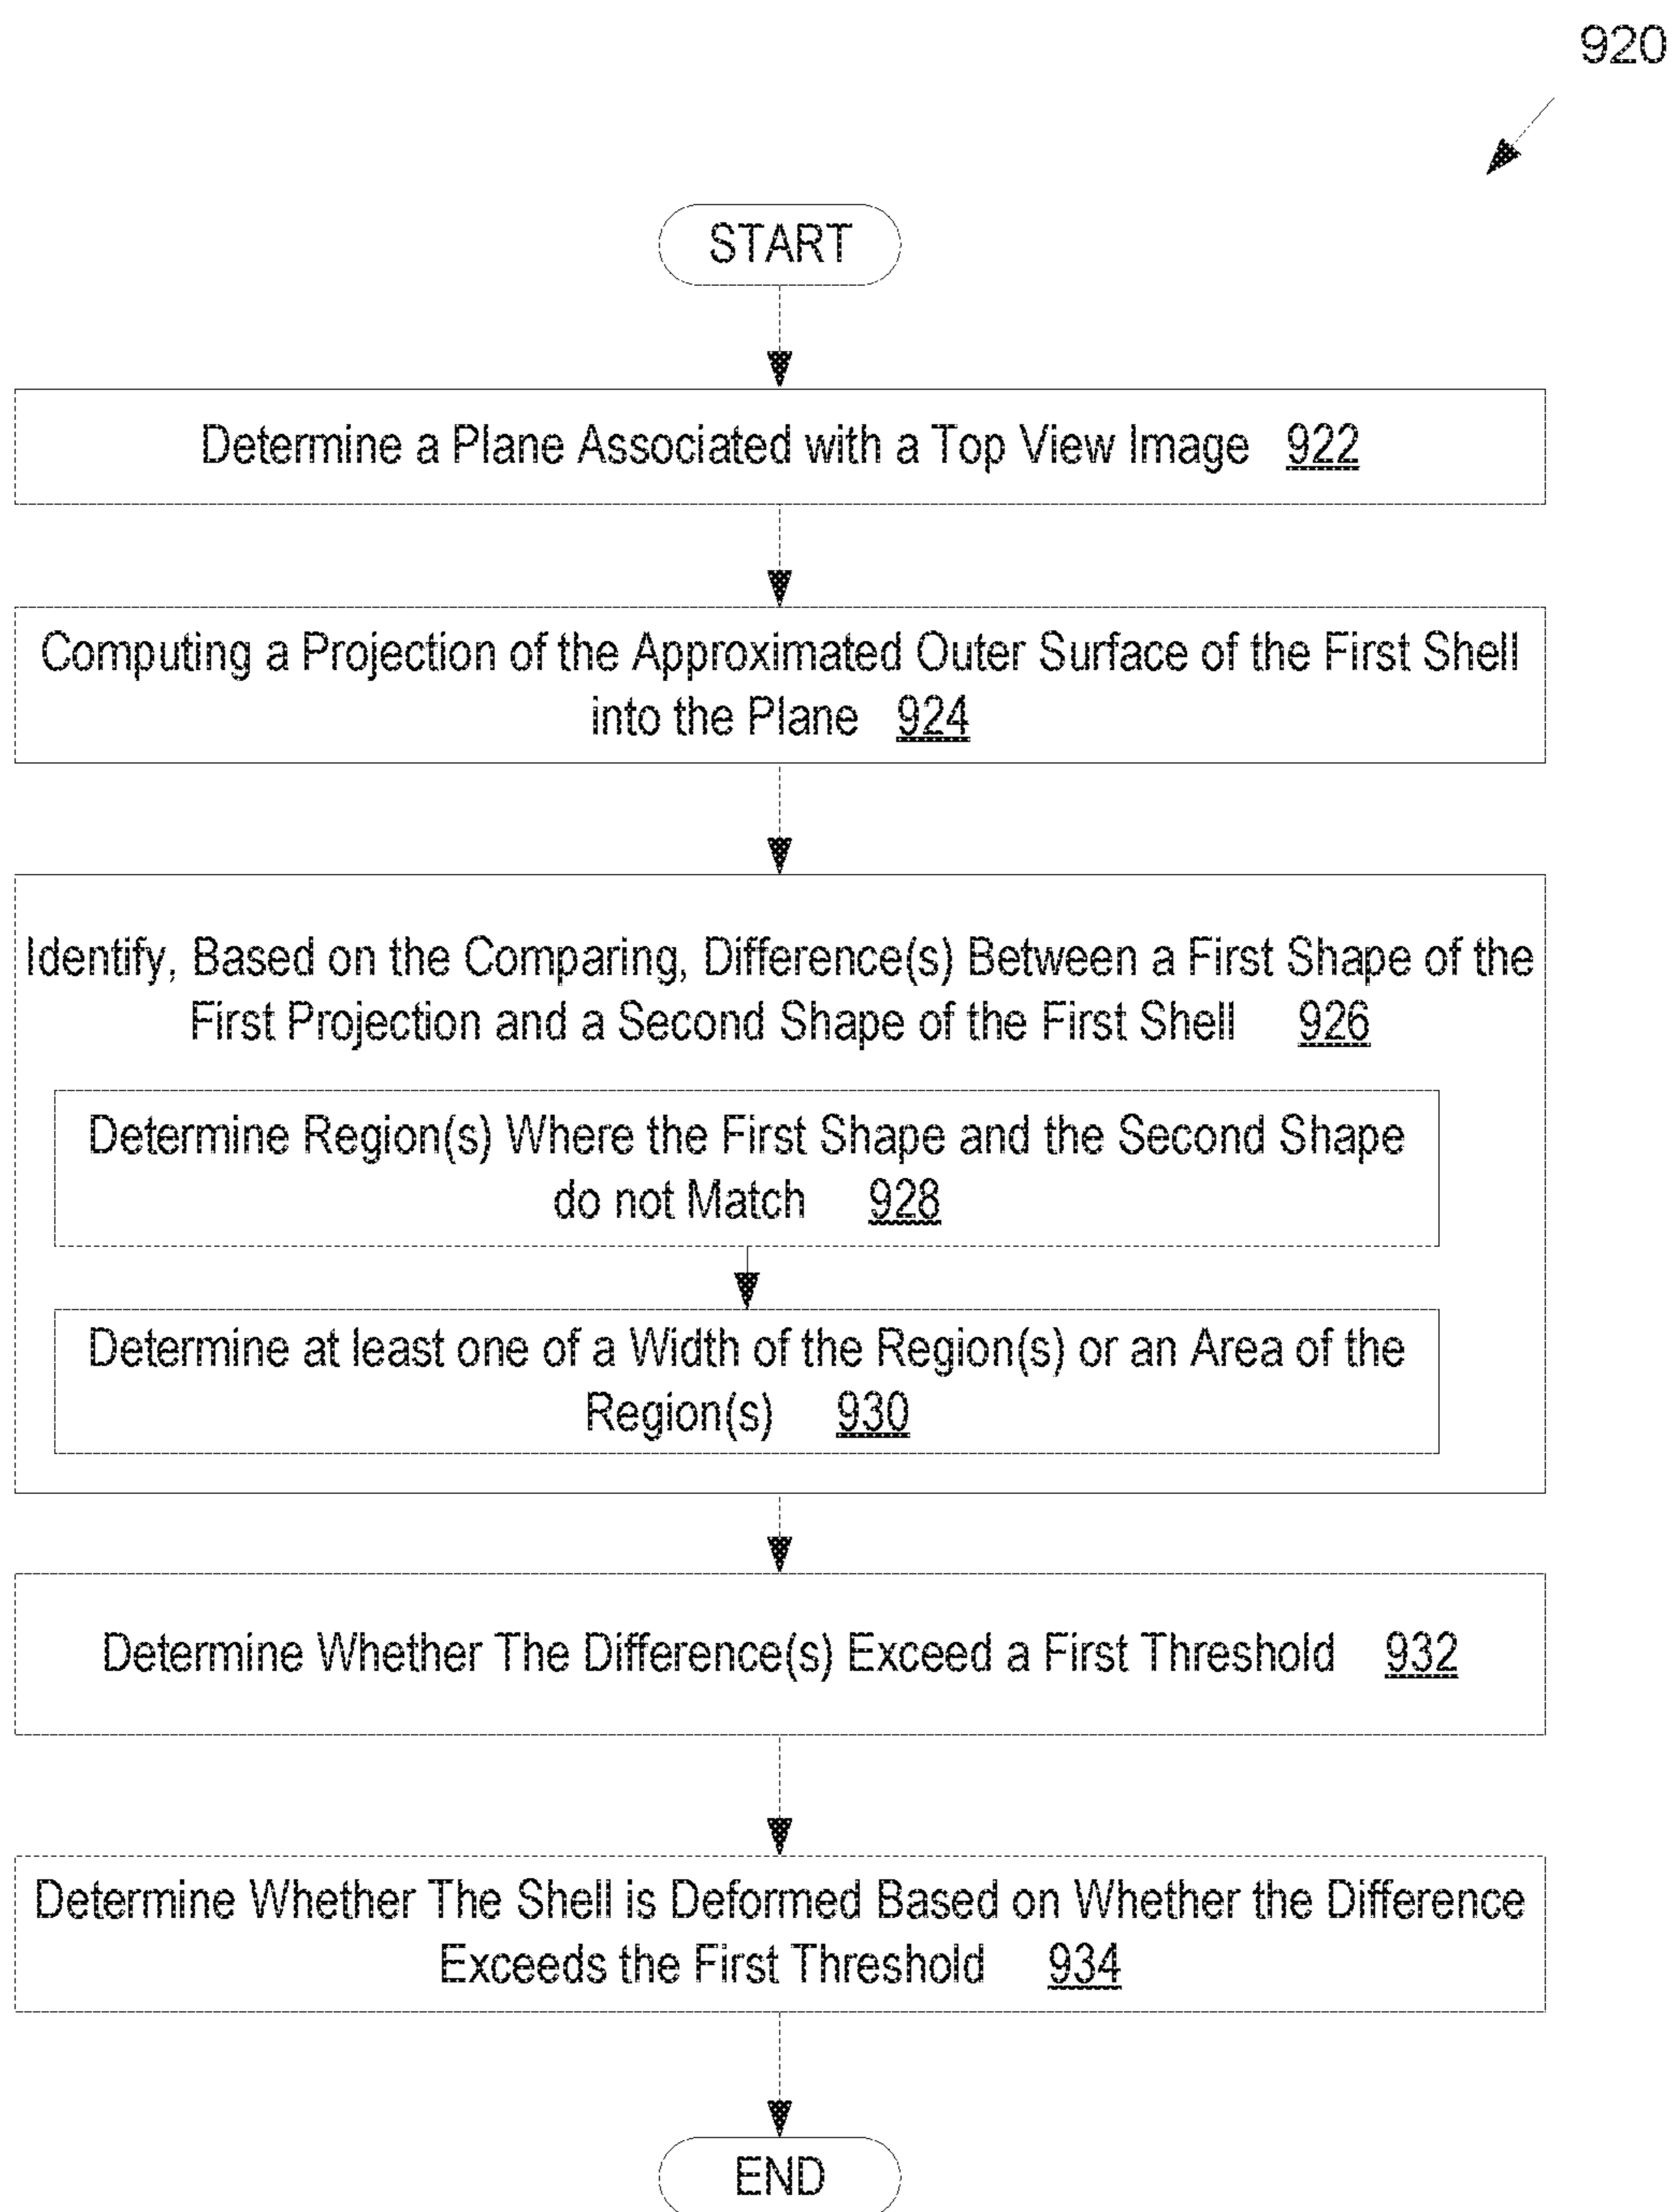 920
START
Determine a Plane Associated with a Top View Image 922
Computing a Projection of the Approximated Outer Surface of the First Shell
into the Plane 924
Identify, Based on the Comparing, Difference(s) Between a First Shape of the
First Projection and a Second Shape of the First Shell 926
Determine Region(s) Where the First Shape and the Second Shape
do not Match 928
Determine at least one of a Width of the Region(s) or an Area of the
Region(s) 930
Determine Whether The Difference(s) Exceed a First Threshold 932
Determine Whether The Shell is Deformed Based on Whether the Difference
Exceeds the First Threshold 934
END